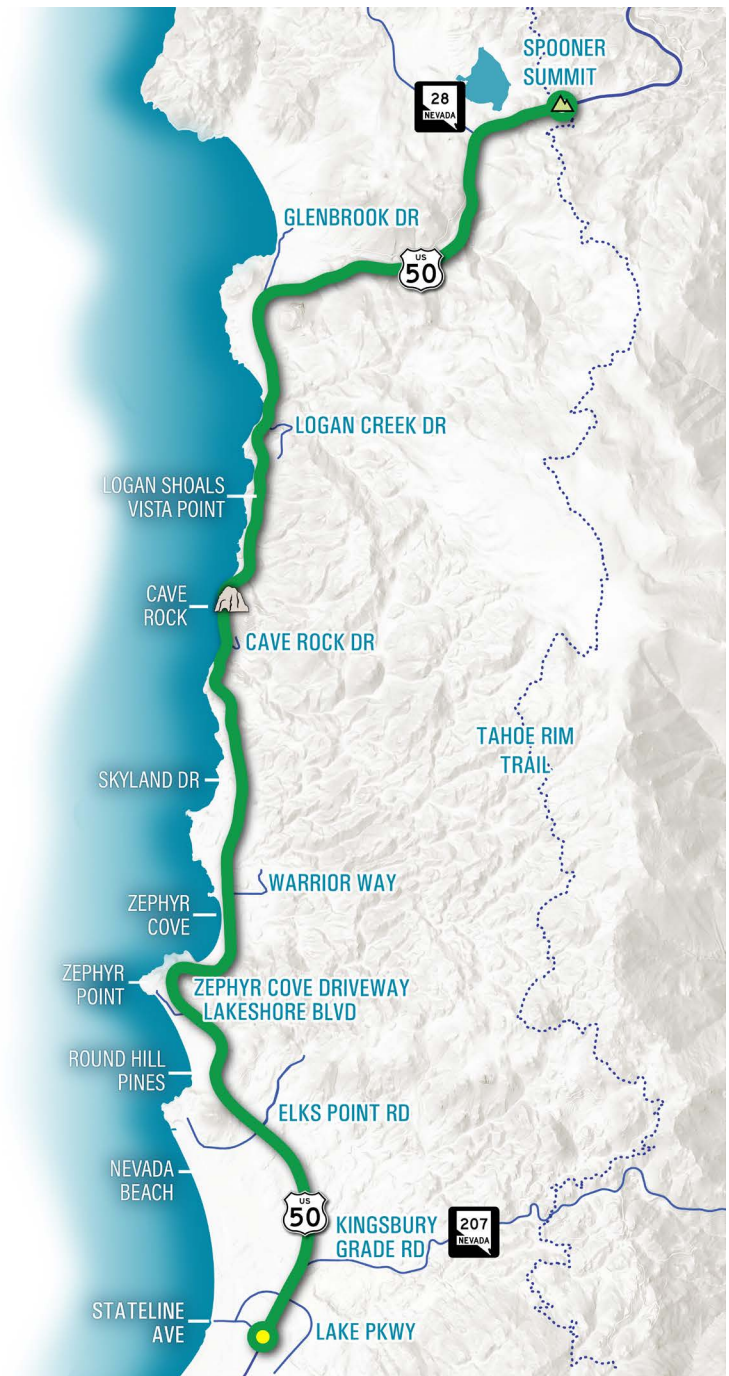 SPOONER
SUMMIT
28
NEVADA
GLENBROOK DR
US
50
LOGAN CREEK DR
LOGAN SHOALS
VISTA POINT
CAVE
ROCK
CAVE ROCK DR
TAHOE RIM
TRAIL
SKYLAND DR
WARRIOR WAY
ZEPHYR
COVE
ZEPHYR
POINT
ZEPHYR COVE DRIVEWAY
LAKESHORE BLVD
ROUND HILL
PINES
ELKS POINT RD
NEVADA
BEACH
US
50
KINGSBURY
GRADE RD
207
NEVADA
STATELINE
AVE
LAKE PKWY